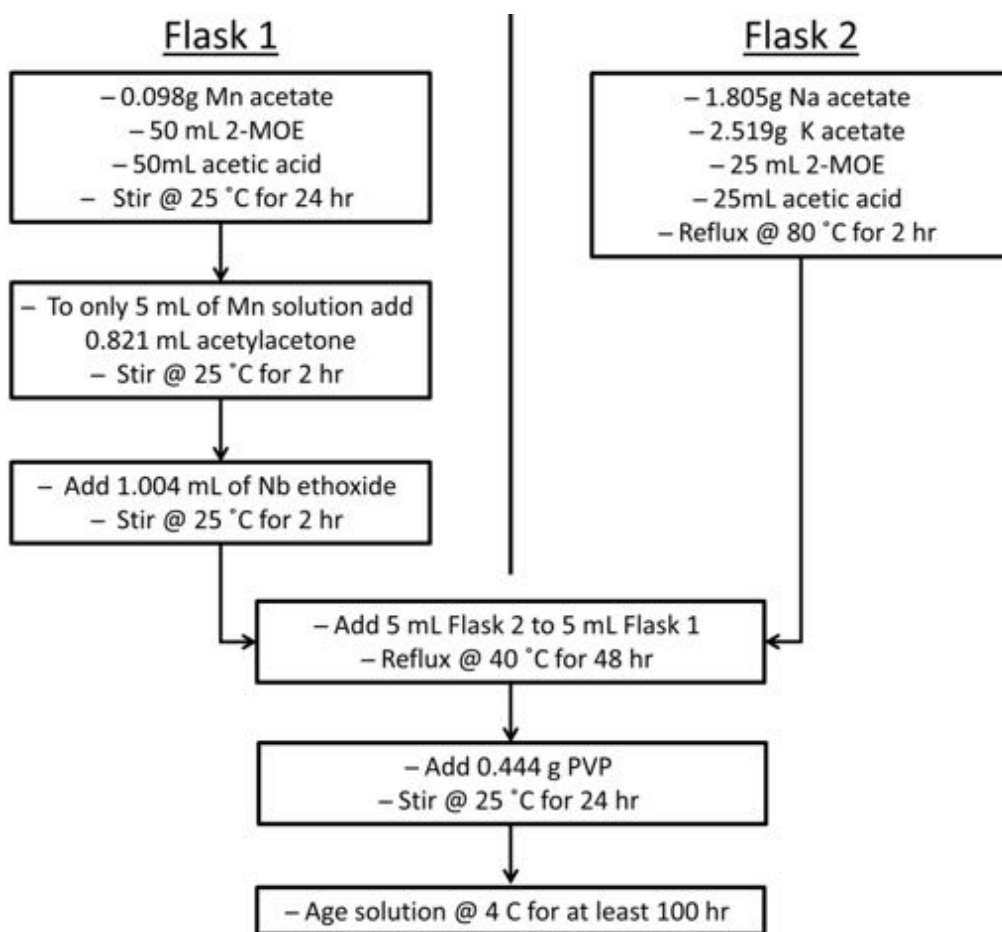 Flask 1
– 0.098g Mn acetate
– 50 mL 2-MOE
– 50mL acetic acid
– Stir @ 25 ˚C for 24 hr
– To only 5 mL of Mn solution add
0.821 mL acetylacetone
– Stir @ 25 ˚C for 2 hr
– Add 1.004 mL of Nb ethoxide
– Stir @ 25 ˚C for 2 hr
Flask 2
– 1.805g Na acetate
– 2.519g K acetate
– 25 mL 2-MOE
– 25mL acetic acid
– Reflux @ 80 ˚C for 2 hr
– Add 5 mL Flask 2 to 5 mL Flask 1
– Reflux @ 40 ˚C for 48 hr
– Add 0.444 g PVP
– Stir @ 25 ˚C for 24 hr
– Age solution @ 4 C for at least 100 hr